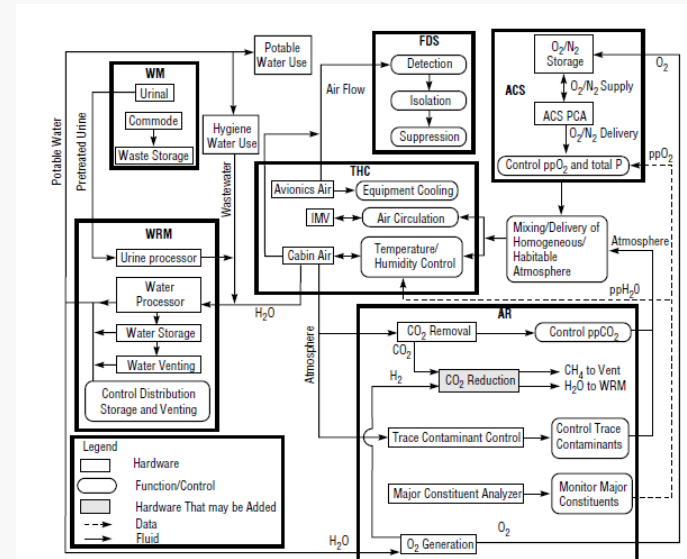 Potable
Water Use
FDS
Detection
Isolation
Suppression
O₂/N₂
Storage
O₂
ACS
O₂/N₂ Supply
ACS PCA
O₂/N₂ Delivery
Control ppO₂ and total P
ppO₂
WM
Urinal
Commode
Waste Storage
Air Flow
Hygiene
Water Use
Potable Water
Pretreated Urine
Wastewater
THC
Avionics Air
Equipment Cooling
IMV
Air Circulation
Cabin Air
Temperature/
Humidity Control
Mixing/Delivery of
Homogeneous/
Habitable
Atmosphere
Atmosphere
ppH₂0
WRM
Urine processor
Water
Processor
Water Storage
Water Venting
Control Distribution
Storage and Venting
H₂O
Atmosphere
AR
CO₂ Removal
Control ppCO₂
CO₂
H₂
CO₂ Reduction
CH₄ to Vent
H₂O to WRM
Trace Contaminant Control
Control Trace
Contaminants
Major Constituent Analyzer
Monitor Major
Constituents
O₂
O₂ Generation
H₂O
Legend
Hardware
Function/Control
Hardware That may be Added
Data
Fluid